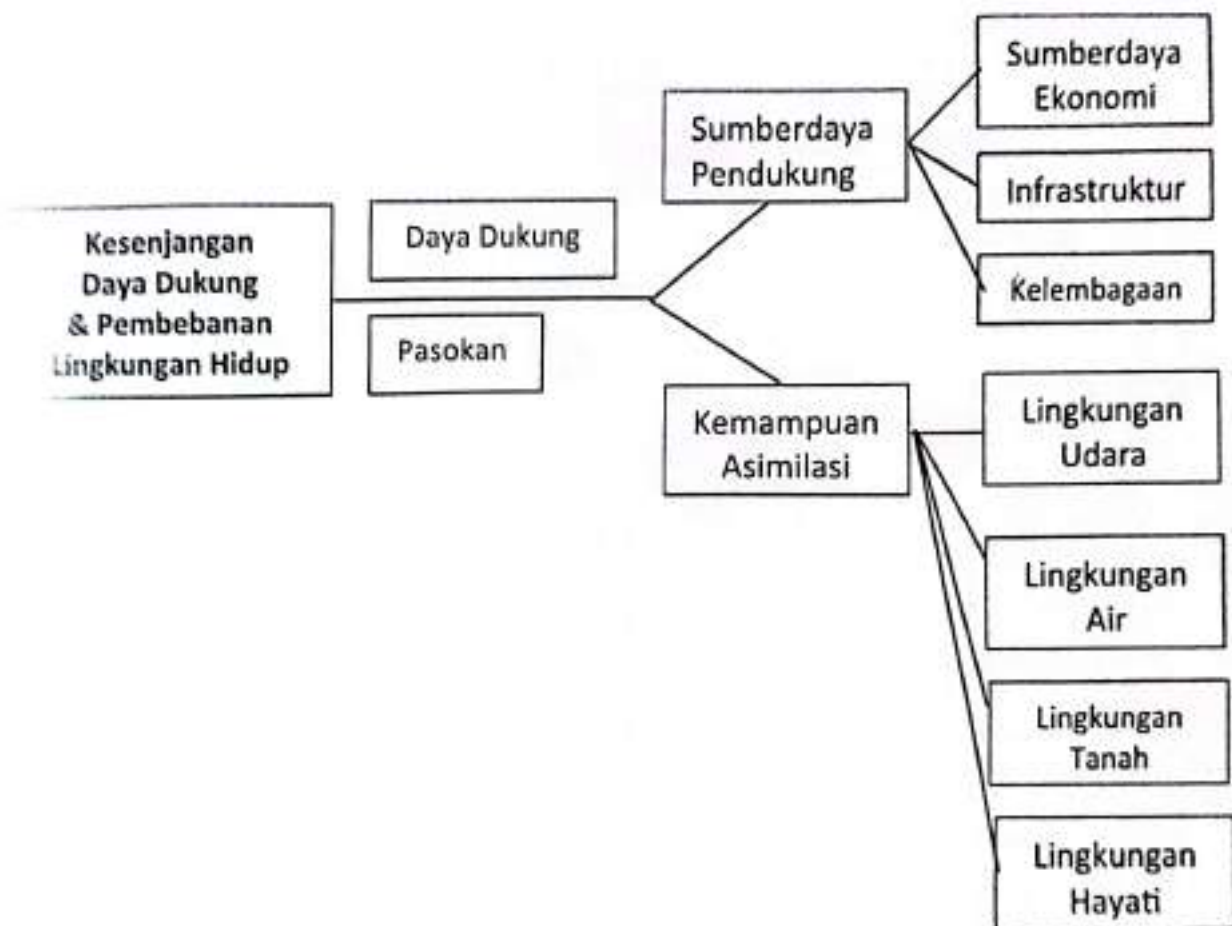 Kesenjangan
Daya Dukung
& Pembebanan
Lingkungan Hidup
Daya Dukung
Pasokan
Sumberdaya
Pendukung
Kemampuan
Asimilasi
Sumberdaya
Ekonomi
Infrastruktur
Kelembagaan
Lingkungan
Udara
Lingkungan
Air
Lingkungan
Tanah
Lingkungan
Hayati